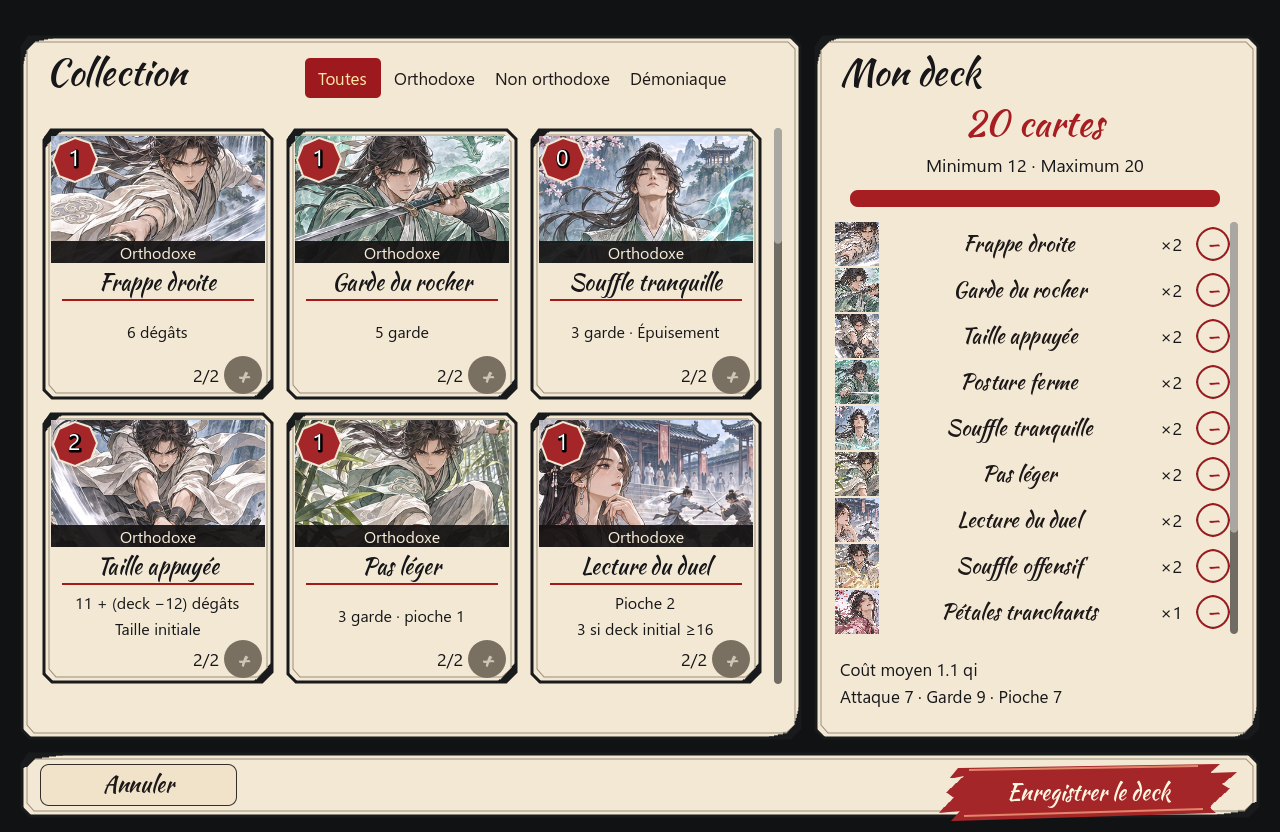 Collection
Toutes Orthodoxe Non orthodoxe Démoniaque
1
Orthodoxe
Frappe droite
6 dégâts
2/2 +
1
Orthodoxe
Garde du rocher
5 garde
2/2 +
0
Orthodoxe
Souffle tranquille
3 garde · Épuisement
2/2 +
2
Orthodoxe
Taille appuyée
11 + (deck −12) dégâts
Taille initiale
2/2 +
1
Orthodoxe
Pas léger
3 garde · pioche 1
2/2 +
1
Orthodoxe
Lecture du duel
Pioche 2
3 si deck initial ≥16
2/2 +
Mon deck
20 cartes
Minimum 12 · Maximum 20
Frappe droite ×2 −
Garde du rocher ×2 −
Taille appuyée ×2 −
Posture ferme ×2 −
Souffle tranquille ×2 −
Pas léger ×2 −
Lecture du duel ×2 −
Souffle offensif ×2 −
Pétales tranchants ×1 −
Coût moyen 1.1 qi
Attaque 7 · Garde 9 · Pioche 7
Annuler
Enregistrer le deck